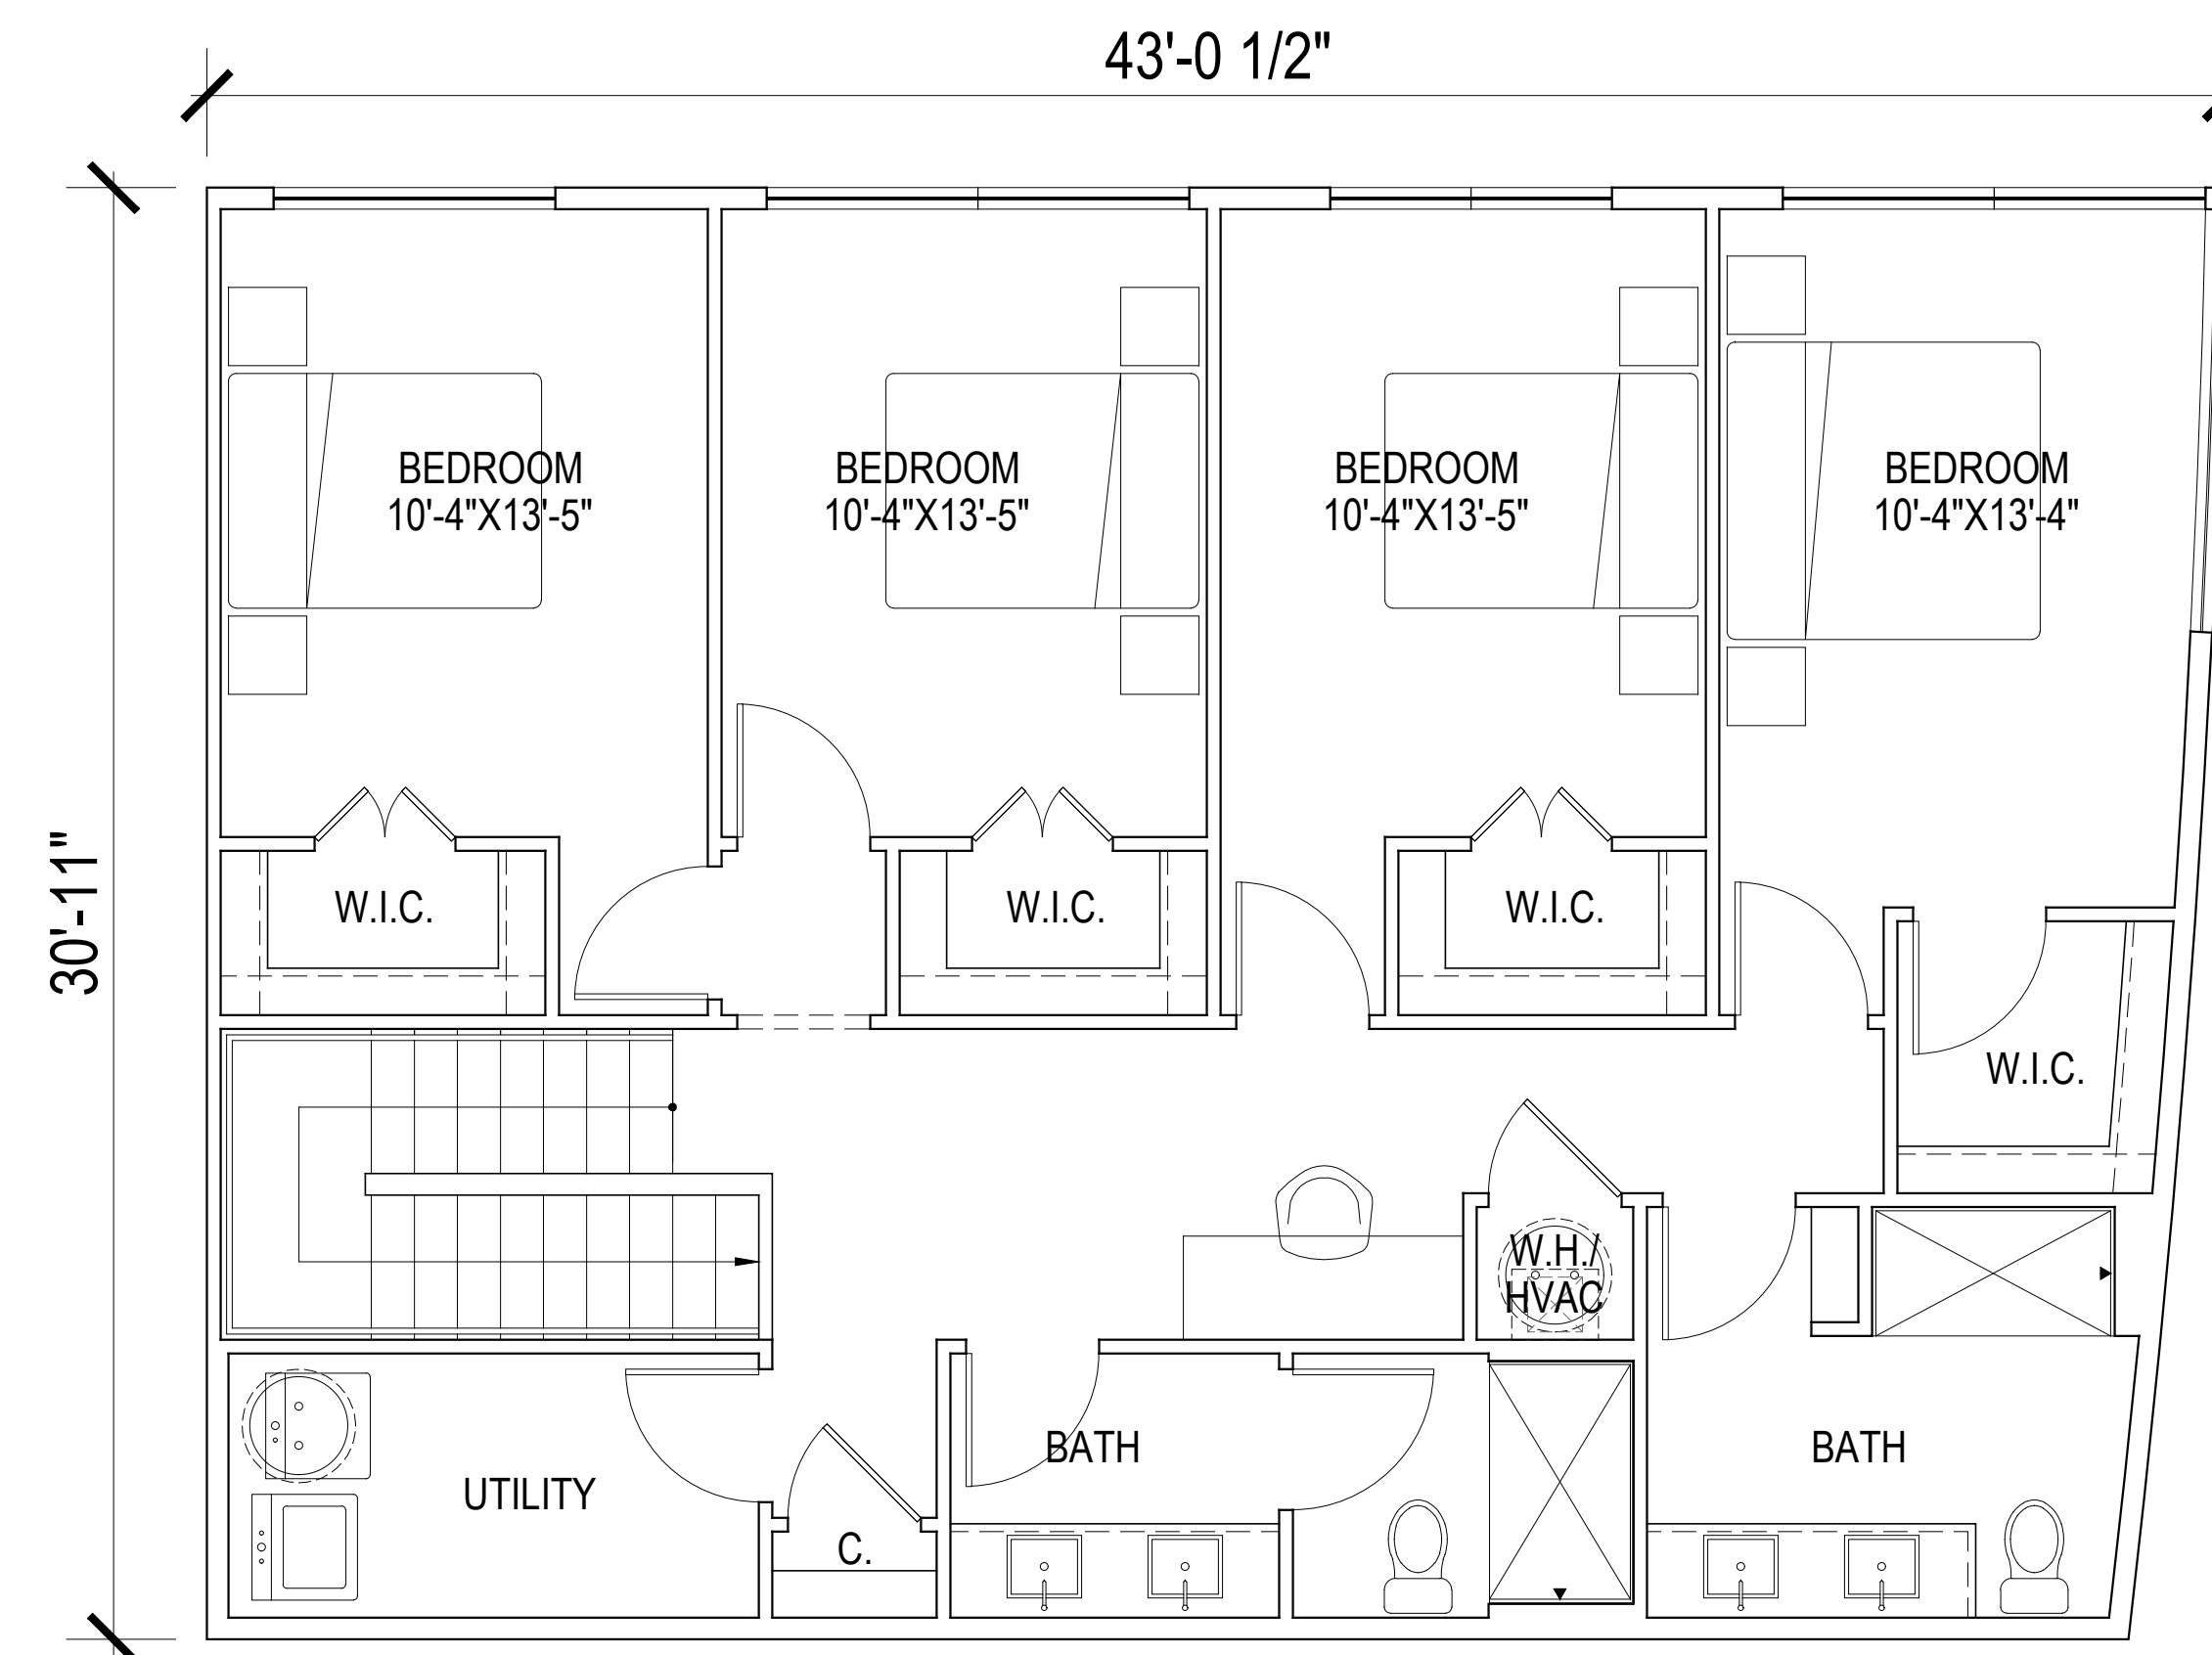 43'-0 1/2"
30'-11"
BEDROOM
10'-4"X13'-5"
BEDROOM
10'-4"X13'-5"
BEDROOM
10'-4"X13'-5"
BEDROOM
10'-4"X13'-4"
W.I.C.
W.I.C.
W.I.C.
W.I.C.
W.H./
HVAC
UTILITY
C.
BATH
BATH